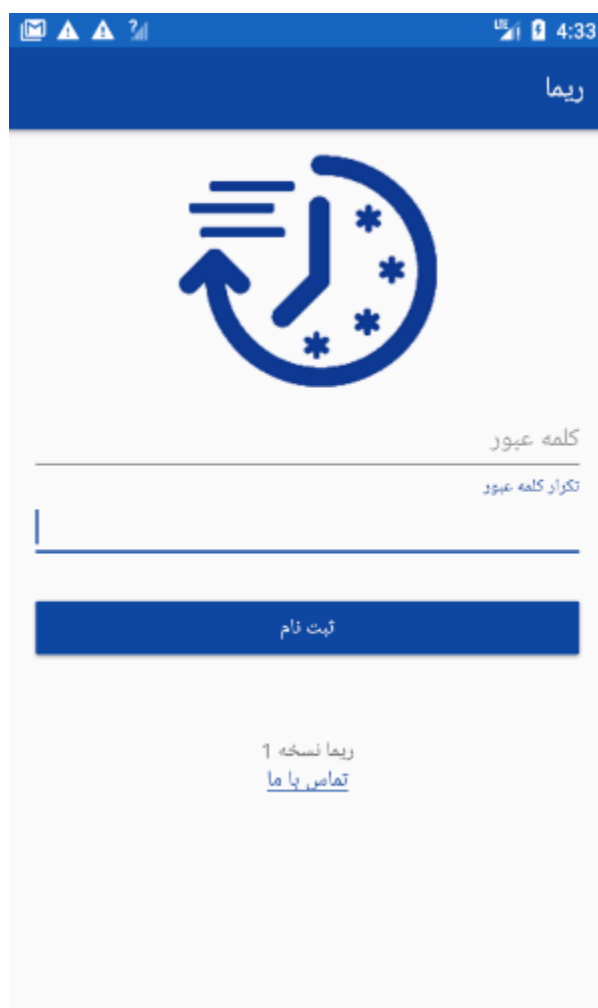 4:33
ریما
کلمه عبور
تکرار کلمه عبور
ثبت نام
ریما نسخه 1
تماس با ما